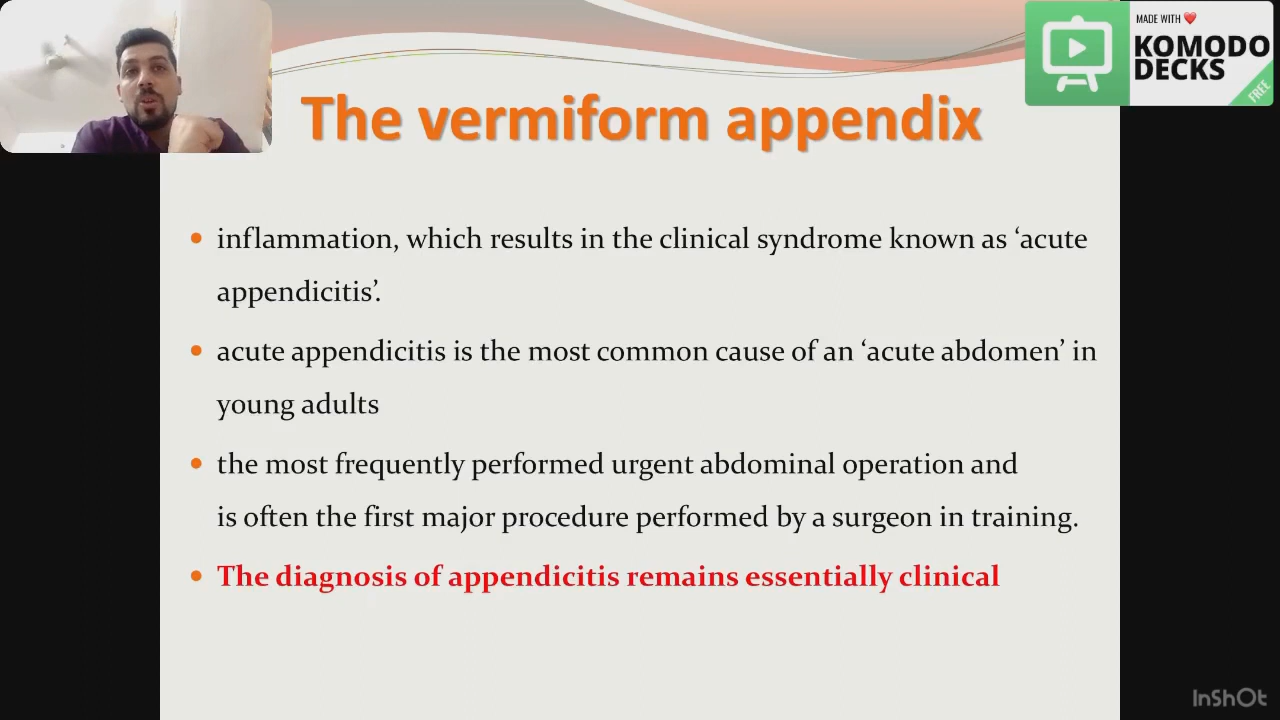 MADE WITH ❤️
KOMODO
DECKS
FREE
The vermiform appendix
• inflammation, which results in the clinical syndrome known as ‘acute
appendicitis’.
• acute appendicitis is the most common cause of an ‘acute abdomen’ in
young adults
• the most frequently performed urgent abdominal operation and
is often the first major procedure performed by a surgeon in training.
• The diagnosis of appendicitis remains essentially clinical
InShOt